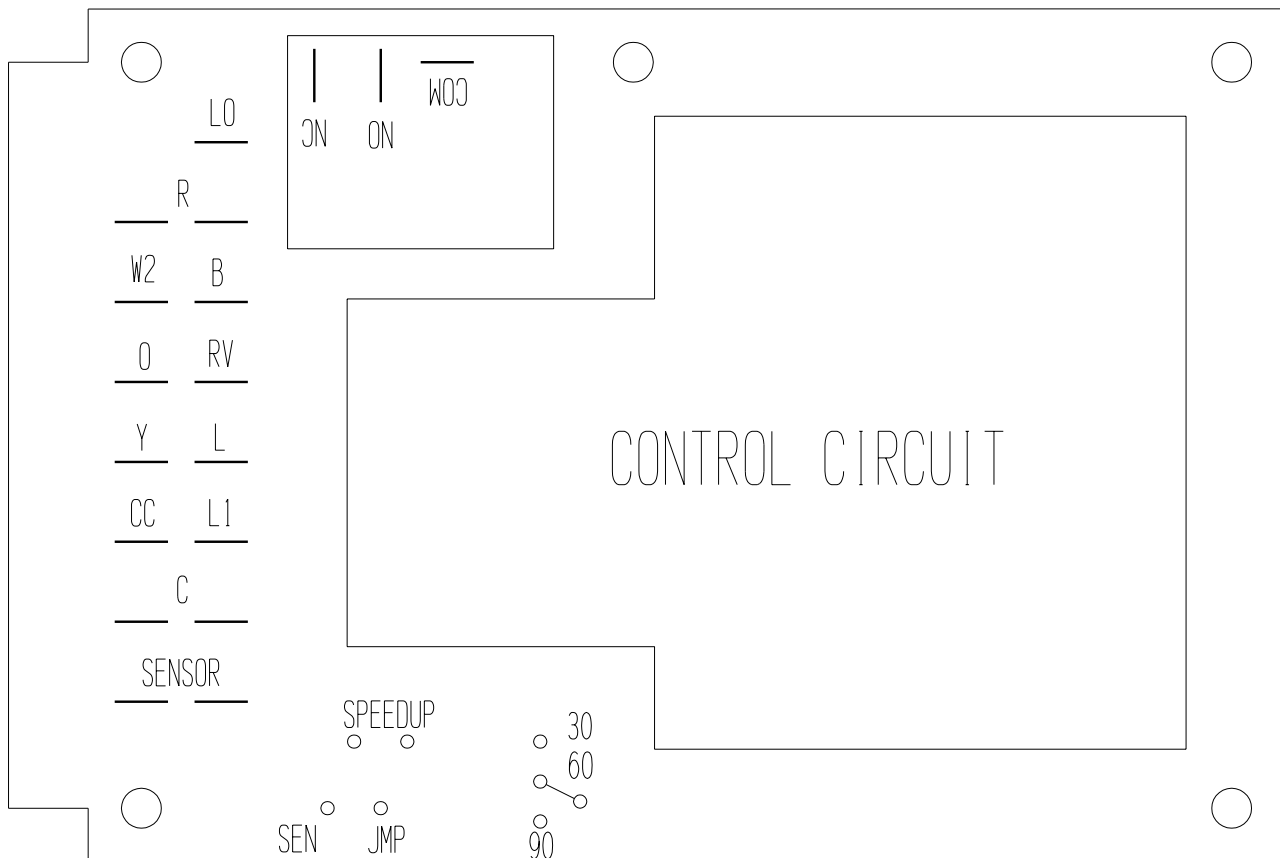 LO
R
W2 B
O RV
Y L
CC L1
C
SENSOR
NC NO COM
CONTROL CIRCUIT
SPEEDUP
SEN JMP
30
60
90